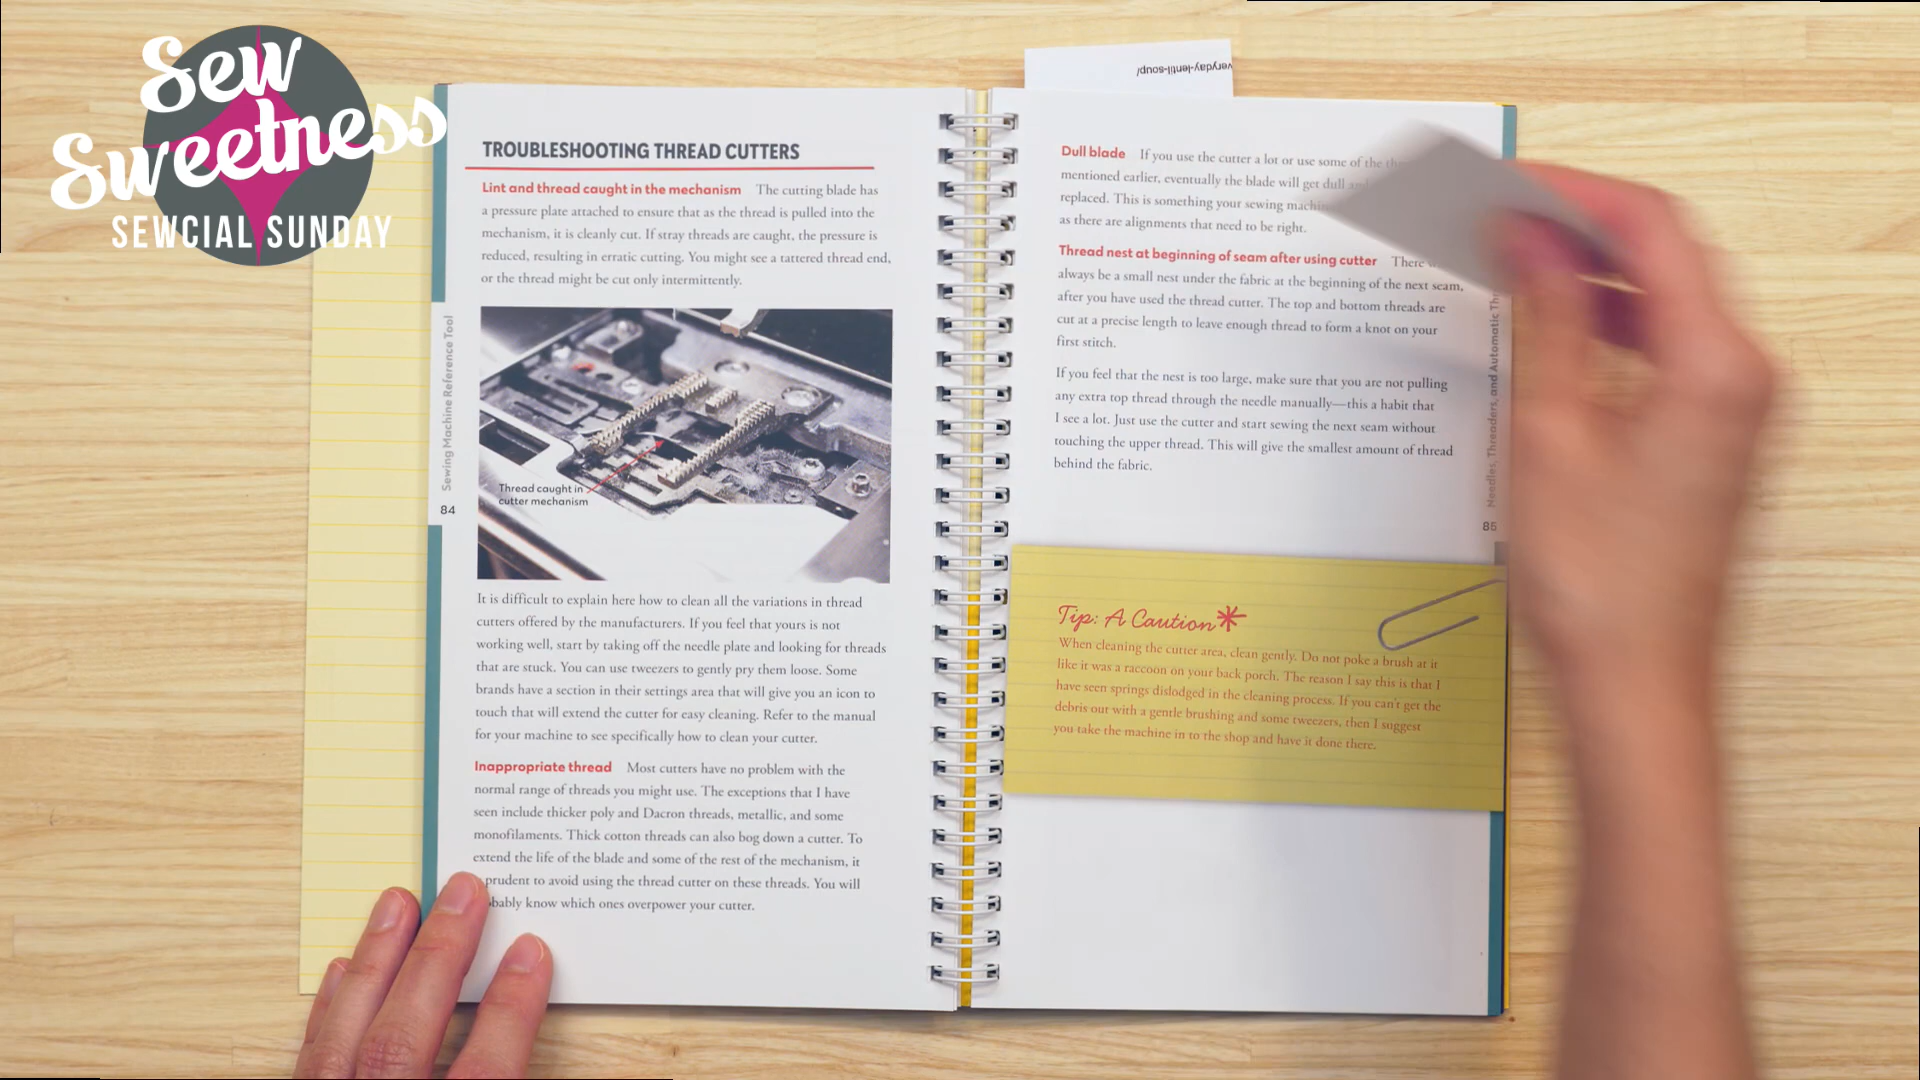 Sew
Sweetness
SEWCIAL SUNDAY
veryday-lentil-soup/
TROUBLESHOOTING THREAD CUTTERS
Lint and thread caught in the mechanism The cutting blade has
a pressure plate attached to ensure that as the thread is pulled into the
mechanism, it is cleanly cut. If stray threads are caught, the pressure is
reduced, resulting in erratic cutting. You might see a tattered thread end,
or the thread might be cut only intermittently.
Thread caught in
cutter mechanism
Sewing Machine Reference Tool
84
It is difficult to explain here how to clean all the variations in thread
cutters offered by the manufacturers. If you feel that yours is not
working well, start by taking off the needle plate and looking for threads
that are stuck. You can use tweezers to gently pry them loose. Some
brands have a section in their settings area that will give you an icon to
touch that will extend the cutter for easy cleaning. Refer to the manual
for your machine to see specifically how to clean your cutter.
Inappropriate thread Most cutters have no problem with the
normal range of threads you might use. The exceptions that I have
seen include thicker poly and Dacron threads, metallic, and some
monofilaments. Thick cotton threads can also bog down a cutter. To
extend the life of the blade and some of the rest of the mechanism, it
prudent to avoid using the thread cutter on these threads. You will
bably know which ones overpower your cutter.
Dull blade If you use the cutter a lot or use some of the
mentioned earlier, eventually the blade will get dull
replaced. This is something your sewing
as there are alignments that need to be right.
Thread nest at beginning of seam after using cutter There
always be a small nest under the fabric at the beginning of the next seam,
after you have used the thread cutter. The top and bottom threads are
cut at a precise length to leave enough thread to form a knot on your
first stitch.
If you feel that the nest is too large, make sure that you are not pulling
any extra top thread through the needle manually—this a habit that
I see a lot. Just use the cutter and start sewing the next seam without
touching the upper thread. This will give the smallest amount of thread
behind the fabric.
Needles, Threaders, and Automatic
85
Tip: A Caution*
When cleaning the cutter area, clean gently. Do not poke a brush at it
like it was a raccoon on your back porch. The reason I say this is that I
have seen springs dislodged in the cleaning process. If you can't get the
debris out with a gentle brushing and some tweezers, then I suggest
you take the machine in to the shop and have it done there.